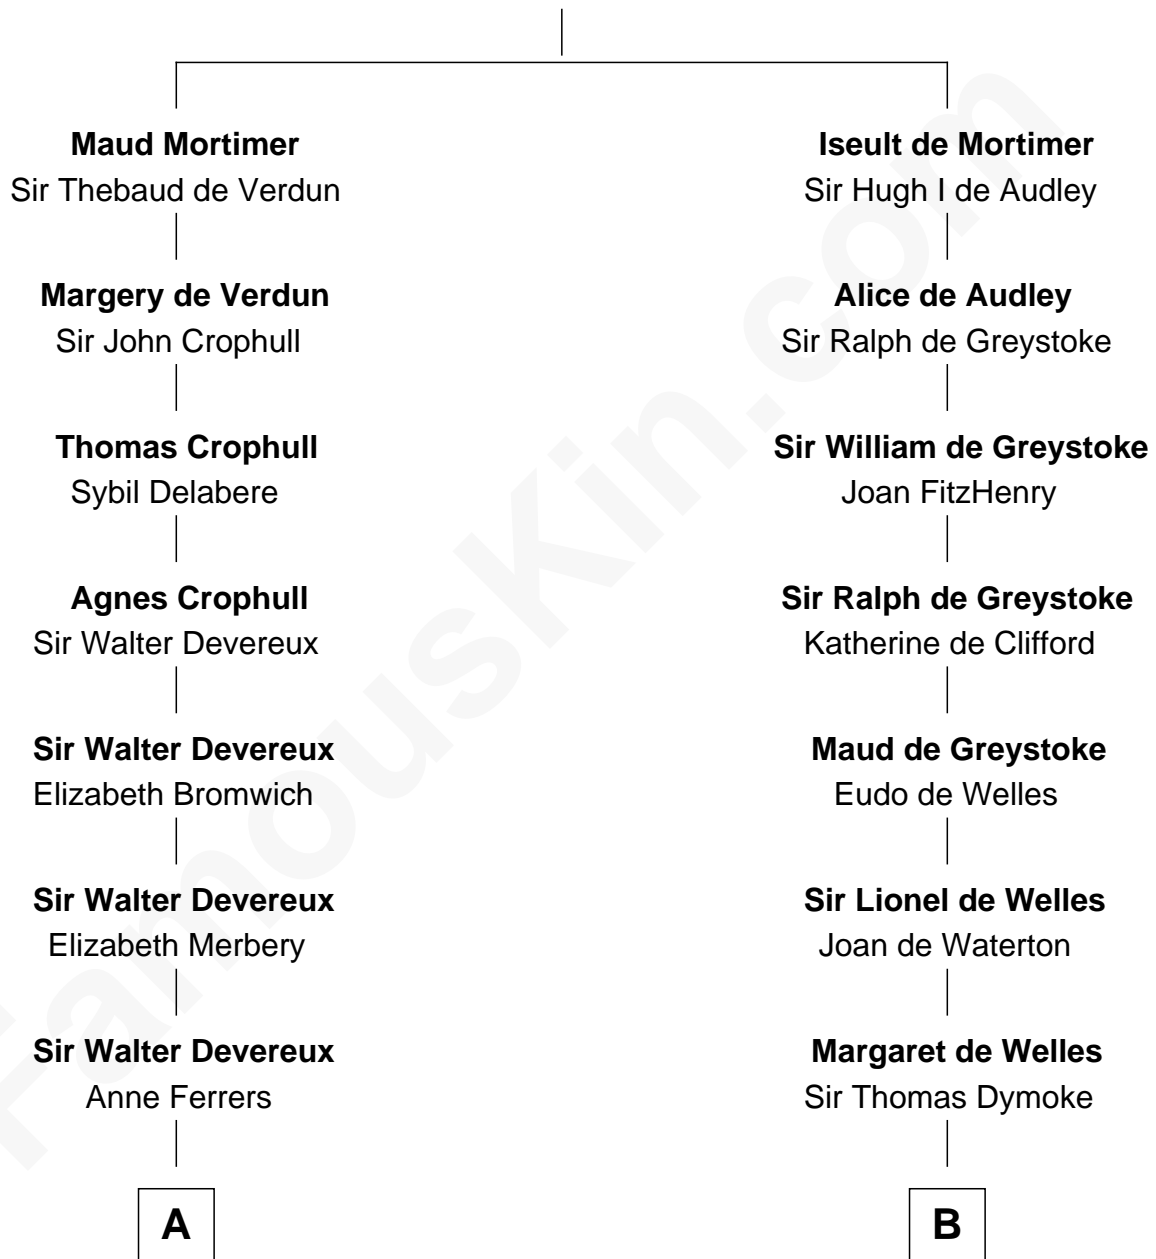 Maud Mortimer
Sir Thebaud de Verdun
Iseult de Mortimer
Sir Hugh I de Audley
Margery de Verdun
Sir John Crophull
Alice de Audley
Sir Ralph de Greystoke
Thomas Crophull
Sybil Delabere
Sir William de Greystoke
Joan FitzHenry
Agnes Crophull
Sir Walter Devereux
Sir Ralph de Greystoke
Katherine de Clifford
Sir Walter Devereux
Elizabeth Bromwich
Maud de Greystoke
Eudo de Welles
Sir Walter Devereux
Elizabeth Merbery
Sir Lionel de Welles
Joan de Waterton
Sir Walter Devereux
Anne Ferrers
Margaret de Welles
Sir Thomas Dymoke
A
B
FamousKin.com